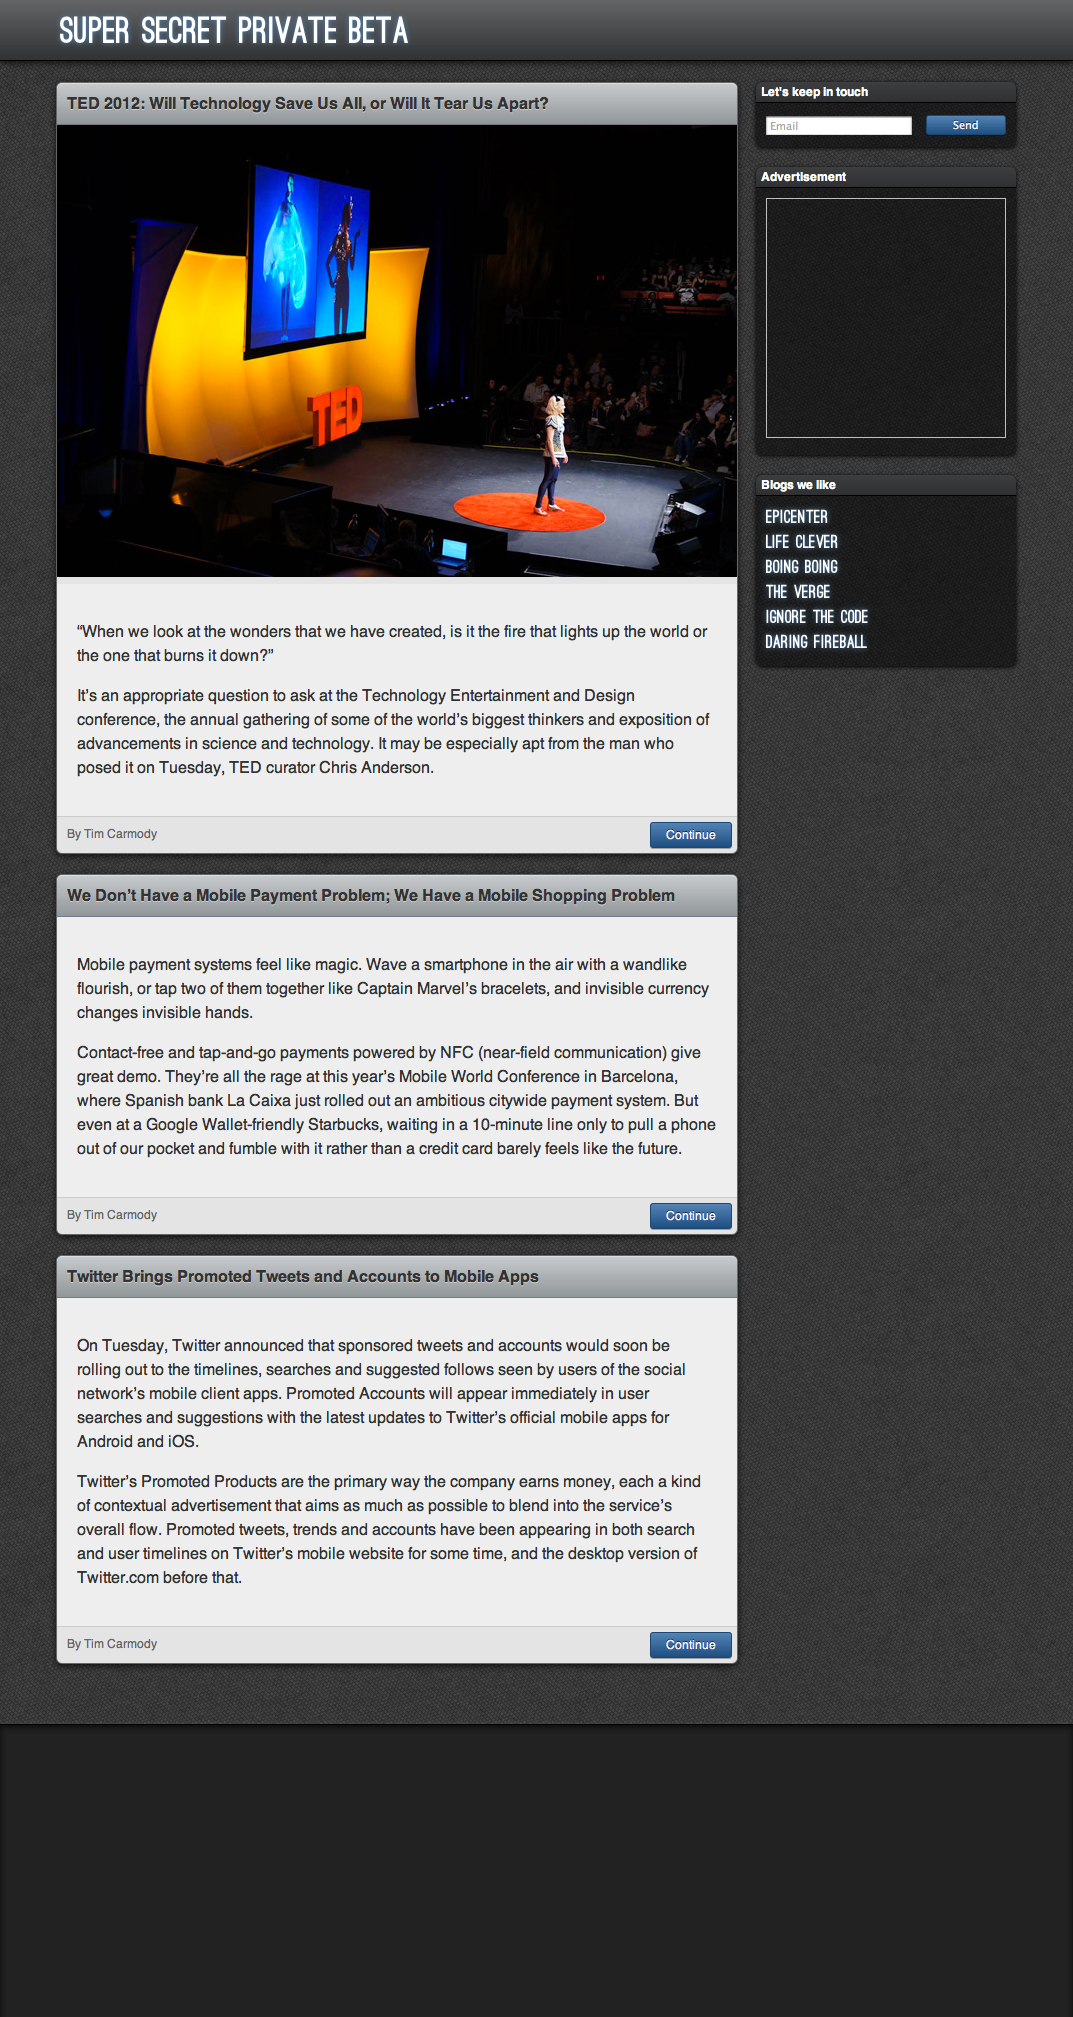 SUPER SECRET PRIVATE BETA
TED 2012: Will Technology Save Us All, or Will It Tear Us Apart?
TED
“When we look at the wonders that we have created, is it the fire that lights up the world or
the one that burns it down?”
It’s an appropriate question to ask at the Technology Entertainment and Design
conference, the annual gathering of some of the world’s biggest thinkers and exposition of
advancements in science and technology. It may be especially apt from the man who
posed it on Tuesday, TED curator Chris Anderson.
By Tim Carmody
Continue
We Don’t Have a Mobile Payment Problem; We Have a Mobile Shopping Problem
Mobile payment systems feel like magic. Wave a smartphone in the air with a wandlike
flourish, or tap two of them together like Captain Marvel’s bracelets, and invisible currency
changes invisible hands.
Contact-free and tap-and-go payments powered by NFC (near-field communication) give
great demo. They’re all the rage at this year’s Mobile World Conference in Barcelona,
where Spanish bank La Caixa just rolled out an ambitious citywide payment system. But
even at a Google Wallet-friendly Starbucks, waiting in a 10-minute line only to pull a phone
out of our pocket and fumble with it rather than a credit card barely feels like the future.
By Tim Carmody
Continue
Twitter Brings Promoted Tweets and Accounts to Mobile Apps
On Tuesday, Twitter announced that sponsored tweets and accounts would soon be
rolling out to the timelines, searches and suggested follows seen by users of the social
network’s mobile client apps. Promoted Accounts will appear immediately in user
searches and suggestions with the latest updates to Twitter’s official mobile apps for
Android and iOS.
Twitter’s Promoted Products are the primary way the company earns money, each a kind
of contextual advertisement that aims as much as possible to blend into the service’s
overall flow. Promoted tweets, trends and accounts have been appearing in both search
and user timelines on Twitter’s mobile website for some time, and the desktop version of
Twitter.com before that.
By Tim Carmody
Continue
Let's keep in touch
Email
Send
Advertisement
Blogs we like
EPICENTER
LIFE CLEVER
BOING BOING
THE VERGE
IGNORE THE CODE
DARING FIREBALL